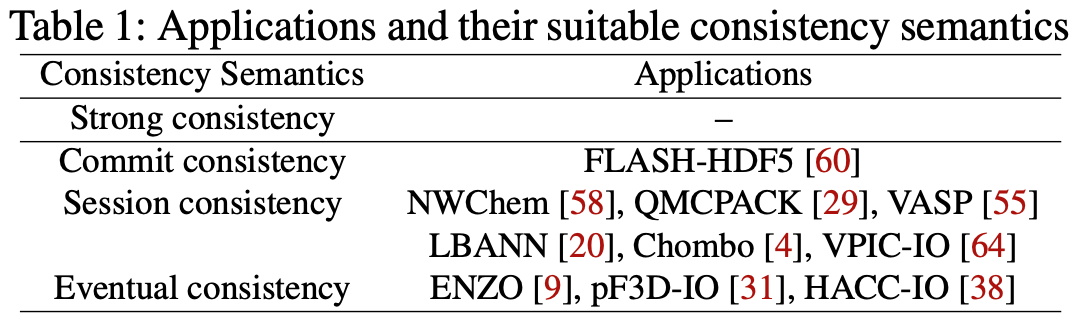 Table 1: Applications and their suitable consistency semantics
Consistency Semantics Applications
Strong consistency –
Commit consistency FLASH-HDF5 [60]
Session consistency NWChem [58], QMCPACK [29], VASP [55]
LBANN [20], Chombo [4], VPIC-IO [64]
Eventual consistency ENZO [9], pF3D-IO [31], HACC-IO [38]